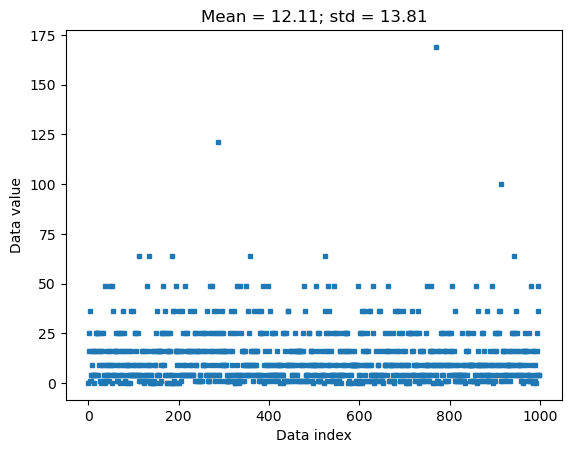 Mean = 12.11; std = 13.81
175
150
125
100
75
50
25
0
Data value
0 200 400 600 800 1000
Data index